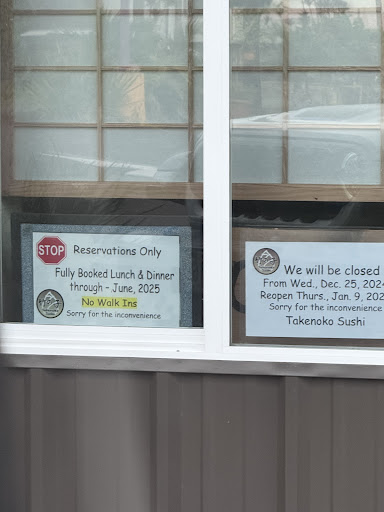 STOP
Reservations Only
Fully Booked Lunch & Dinner
through - June, 2025
No Walk Ins
Sorry for the inconvenience
We will be closed
From Wed., Dec. 25, 2024
Reopen Thurs., Jan. 9, 202
Sorry for the inconvenience
Takenoko Sushi